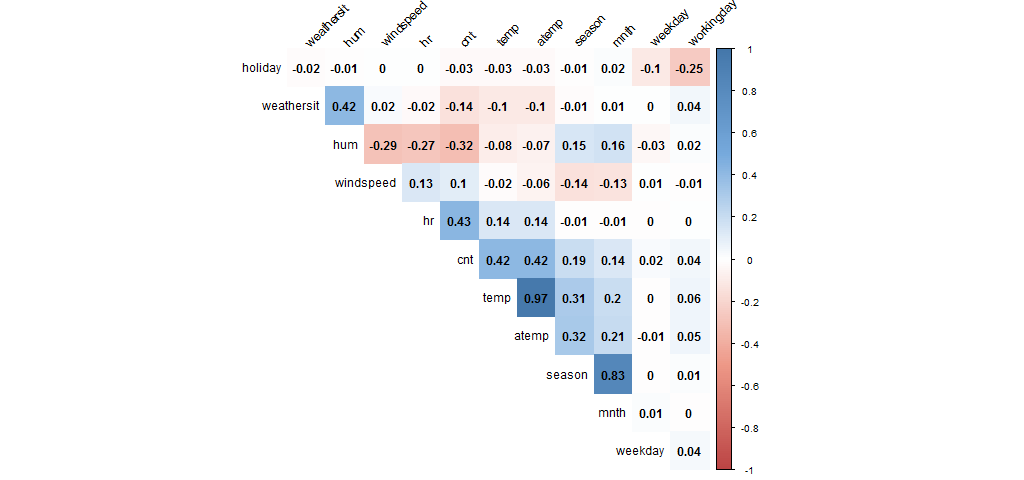 weathersit hum windspeed hr cnt temp atemp season mnth weekday workingday
holiday -0.02 -0.01 0 0 -0.03 -0.03 -0.03 -0.01 0.02 -0.1 -0.25
weathersit 0.42 0.02 -0.02 -0.14 -0.1 -0.1 -0.01 0.01 0 0.04
hum -0.29 -0.27 -0.32 -0.08 -0.07 0.15 0.16 -0.03 0.02
windspeed 0.13 0.1 -0.02 -0.06 -0.14 -0.13 0.01 -0.01
hr 0.43 0.14 0.14 -0.01 -0.01 0 0
cnt 0.42 0.42 0.19 0.14 0.02 0.04
temp 0.97 0.31 0.2 0 0.06
atemp 0.32 0.21 -0.01 0.05
season 0.83 0 0.01
mnth 0.01 0
weekday 0.04
1
0.8
0.6
0.4
0.2
0
-0.2
-0.4
-0.6
-0.8
-1